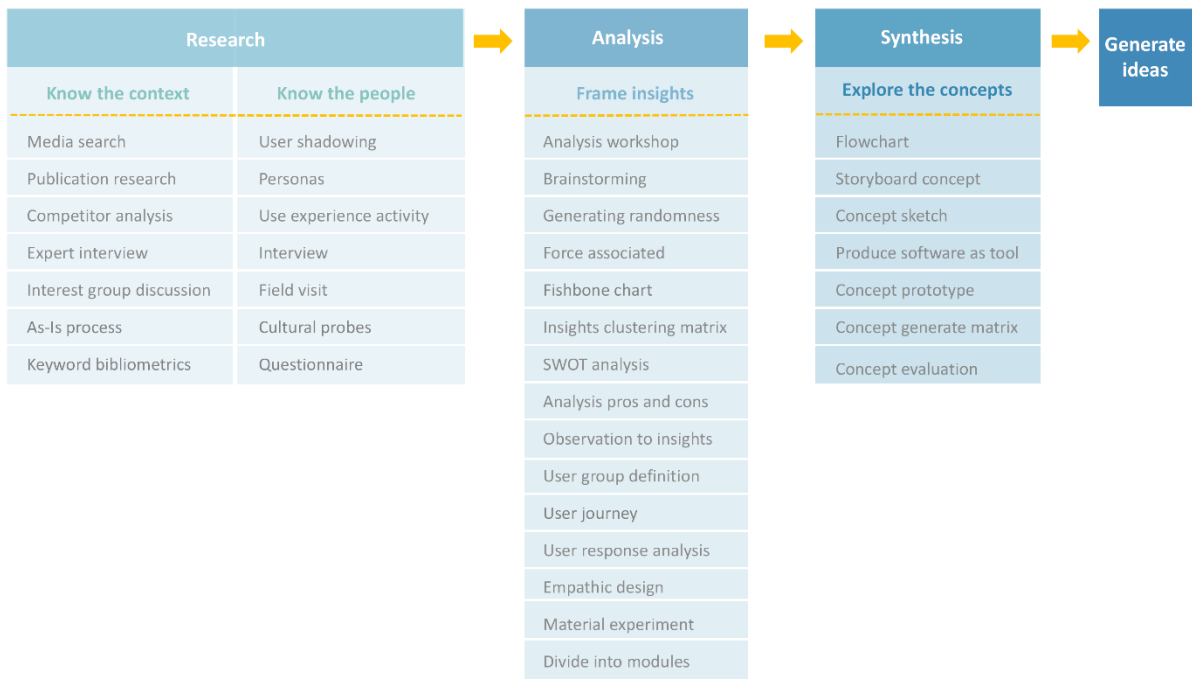 Research
Know the context
Media search
Publication research
Competitor analysis
Expert interview
Interest group discussion
As-Is process
Keyword bibliometrics
Know the people
User shadowing
Personas
Use experience activity
Interview
Field visit
Cultural probes
Questionnaire
Analysis
Frame insights
Analysis workshop
Brainstorming
Generating randomness
Force associated
Fishbone chart
Insights clustering matrix
SWOT analysis
Analysis pros and cons
Observation to insights
User group definition
User journey
User response analysis
Empathic design
Material experiment
Divide into modules
Synthesis
Explore the concepts
Flowchart
Storyboard concept
Concept sketch
Produce software as tool
Concept prototype
Concept generate matrix
Concept evaluation
Generate
ideas